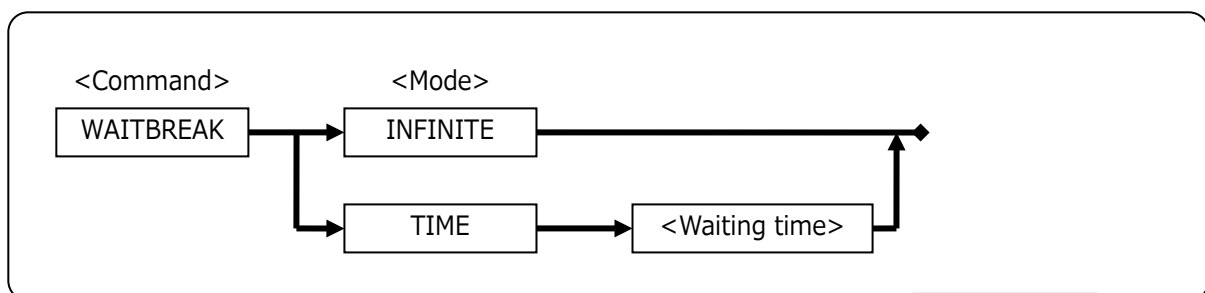 <Command> <Mode>
WAITBREAK INFINITE
TIME <Waiting time>